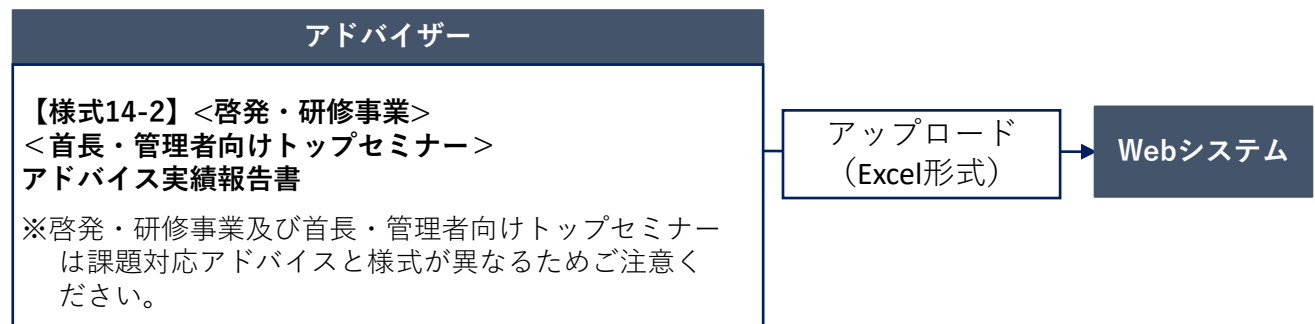 アドバイザー
【様式14-2】<啓発・研修事業>
＜首長・管理者向けトップセミナー＞
アドバイス実績報告書
※啓発・研修事業及び首長・管理者向けトップセミナー
は課題対応アドバイスと様式が異なるためご注意く
ださい。
アップロード
（Excel形式）
Webシステム